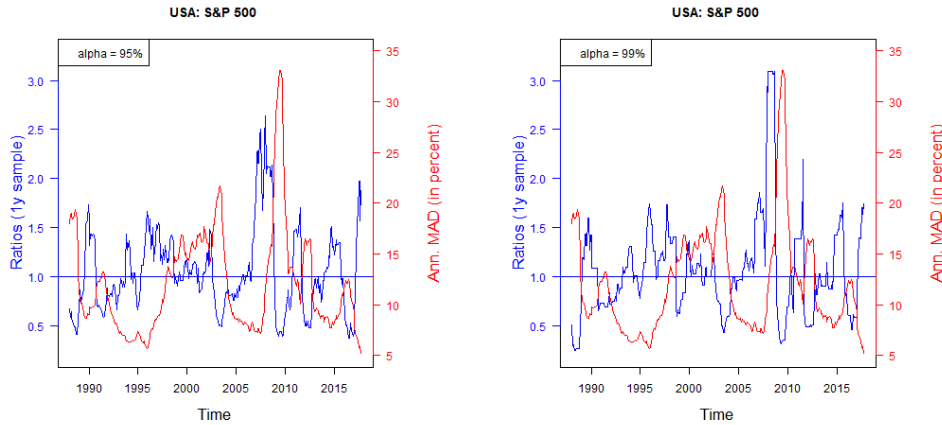 USA: S&P 500
alpha = 95%
Ratios (1y sample)
3.0
2.5
2.0
1.5
1.0
0.5
35
30
25
20
15
10
5
Ann. MAD (in percent)
1990 1995 2000 2005 2010 2015
Time
USA: S&P 500
alpha = 99%
Ratios (1y sample)
3.0
2.5
2.0
1.5
1.0
0.5
35
30
25
20
15
10
5
Ann. MAD (in percent)
1990 1995 2000 2005 2010 2015
Time